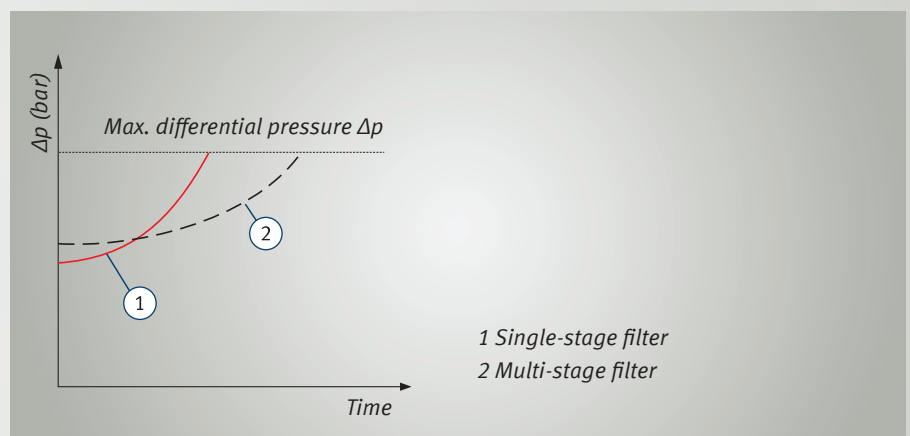 Δp (bar)
Max. differential pressure Δp
2
1
1 Single-stage filter
2 Multi-stage filter
Time